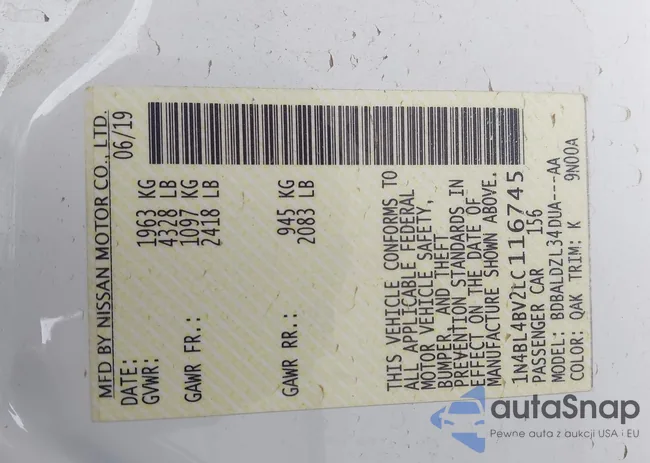 MFD BY NISSAN MOTOR CO., LTD.
DATE: 06/19
GVWR: 1963 KG
4328 LB
GAWR FR.: 1097 KG
2418 LB
GAWR RR.: 945 KG
2083 LB
THIS VEHICLE CONFORMS TO
ALL APPLICABLE FEDERAL
MOTOR VEHICLE SAFETY,
BUMPER, AND THEFT
PREVENTION STANDARDS IN
EFFECT ON THE DATE OF
MANUFACTURE SHOWN ABOVE.
1N4BL4BV2LC116745
PASSENGER CAR 156
MODEL: BDBALDZL34DUA---AA
COLOR: QAK TRIM: K 9N00A
autaSnap
Pewne auta z aukcji USA i EU